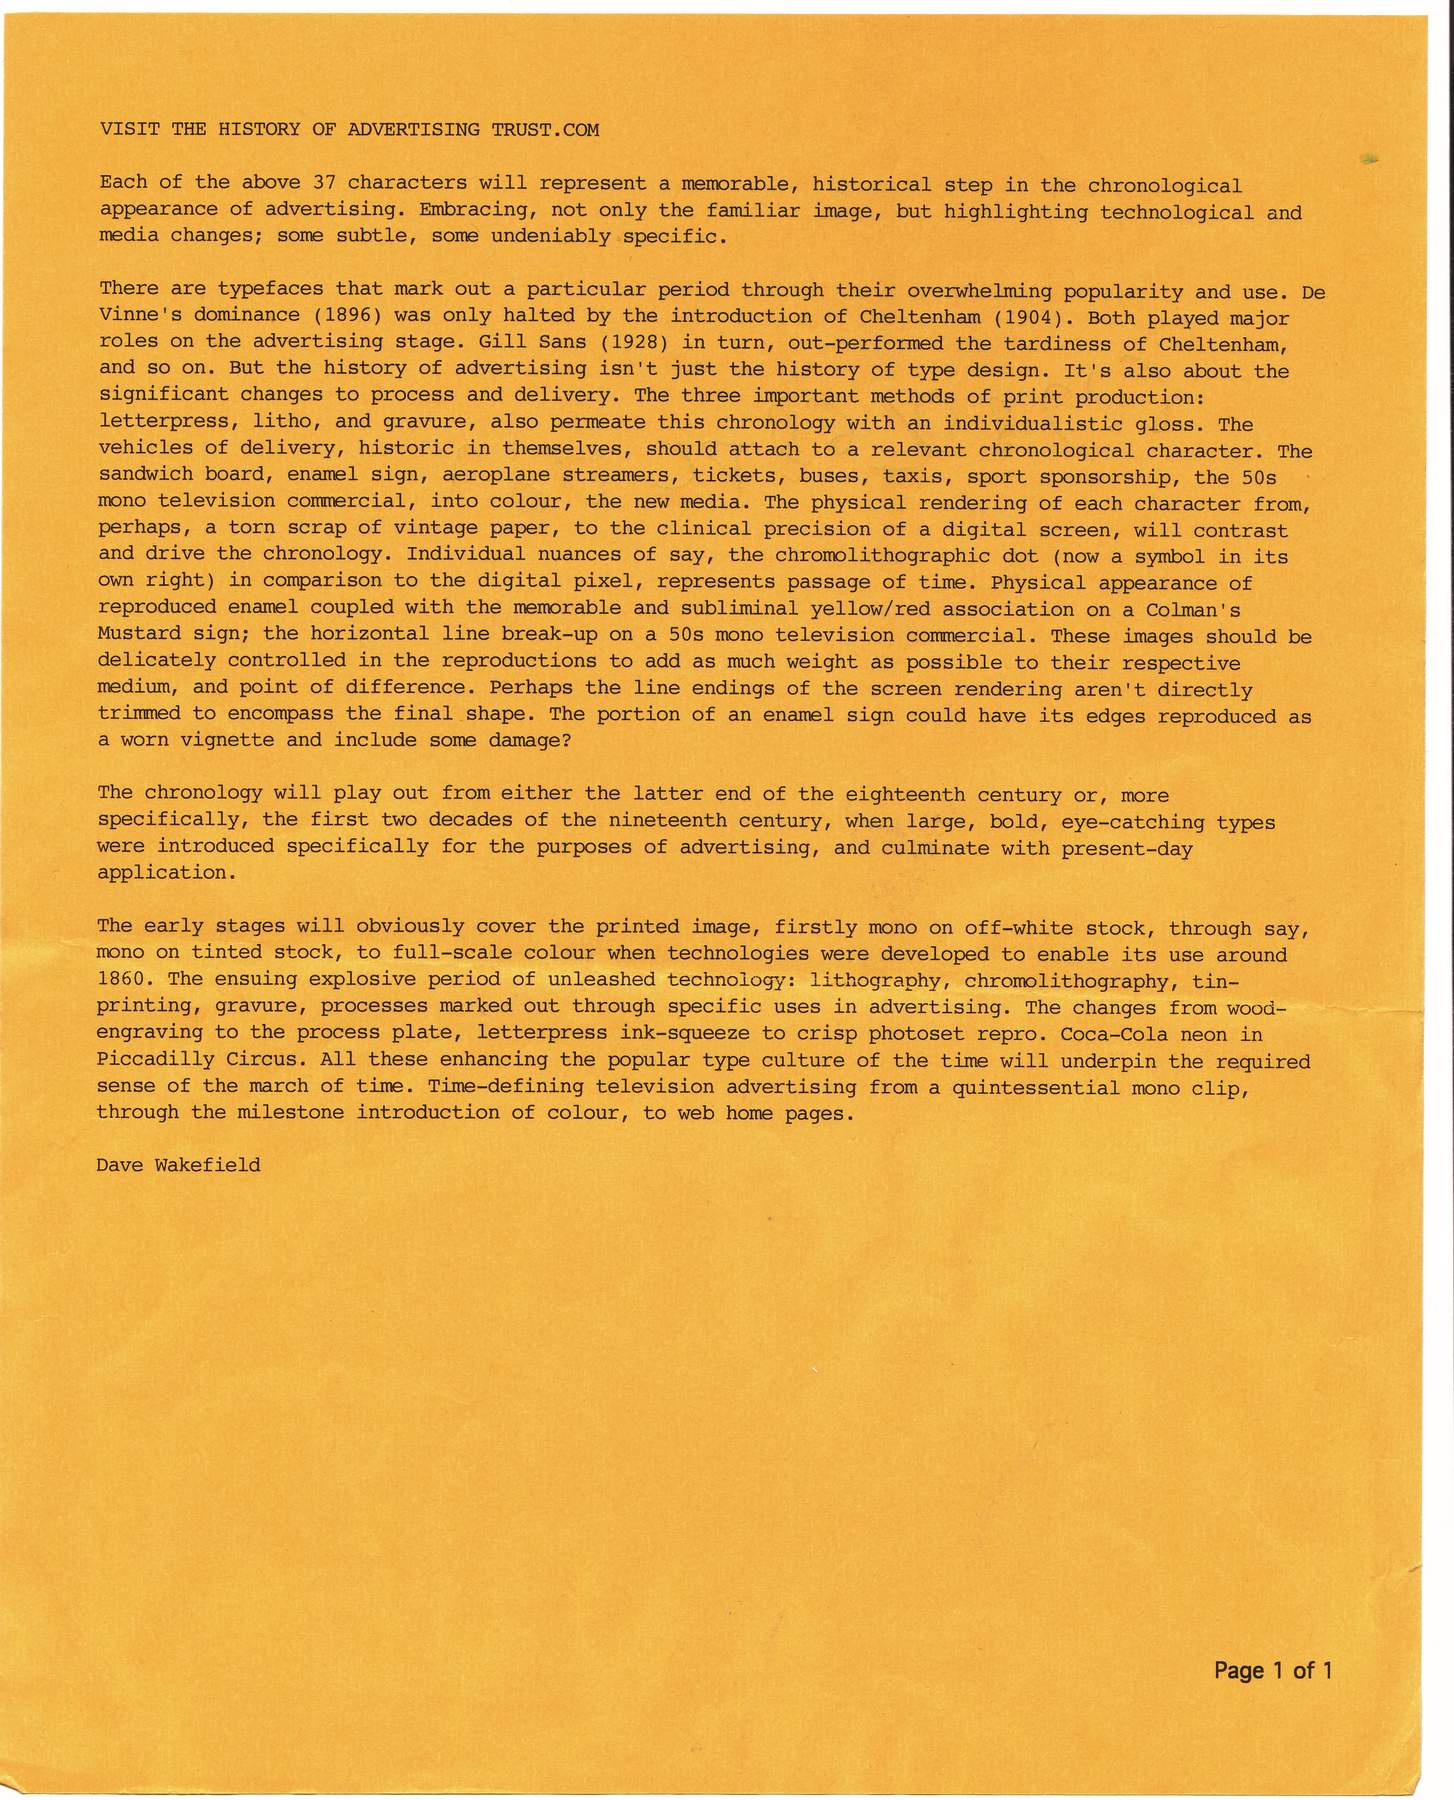 VISIT THE HISTORY OF ADVERTISING TRUST.COM
Each of the above 37 characters will represent a memorable, historical step in the chronological
appearance of advertising. Embracing, not only the familiar image, but highlighting technological and
media changes; some subtle, some undeniably specific.
There are typefaces that mark out a particular period through their overwhelming popularity and use. De
Vinne's dominance (1896) was only halted by the introduction of Cheltenham (1904). Both played major
roles on the advertising stage. Gill Sans (1928) in turn, out-performed the tardiness of Cheltenham,
and so on. But the history of advertising isn't just the history of type design. It's also about the
significant changes to process and delivery. The three important methods of print production:
letterpress, litho, and gravure, also permeate this chronology with an individualistic gloss. The
vehicles of delivery, historic in themselves, should attach to a relevant chronological character. The
sandwich board, enamel sign, aeroplane streamers, tickets, buses, taxis, sport sponsorship, the 50s
mono television commercial, into colour, the new media. The physical rendering of each character from,
perhaps, a torn scrap of vintage paper, to the clinical precision of a digital screen, will contrast
and drive the chronology. Individual nuances of say, the chromolithographic dot (now a symbol in its
own right) in comparison to the digital pixel, represents passage of time. Physical appearance of
reproduced enamel coupled with the memorable and subliminal yellow/red association on a Colman's
Mustard sign; the horizontal line break-up on a 50s mono television commercial. These images should be
delicately controlled in the reproductions to add as much weight as possible to their respective
medium, and point of difference. Perhaps the line endings of the screen rendering aren't directly
trimmed to encompass the final shape. The portion of an enamel sign could have its edges reproduced as
a worn vignette and include some damage?
The chronology will play out from either the latter end of the eighteenth century or, more
specifically, the first two decades of the nineteenth century, when large, bold, eye-catching types
were introduced specifically for the purposes of advertising, and culminate with present-day
application.
The early stages will obviously cover the printed image, firstly mono on off-white stock, through say,
mono on tinted stock, to full-scale colour when technologies were developed to enable its use around
1860. The ensuing explosive period of unleashed technology: lithography, chromolithography, tin-
printing, gravure, processes marked out through specific uses in advertising. The changes from wood-
engraving to the process plate, letterpress ink-squeeze to crisp photoset repro. Coca-Cola neon in
Piccadilly Circus. All these enhancing the popular type culture of the time will underpin the required
sense of the march of time. Time-defining television advertising from a quintessential mono clip,
through the milestone introduction of colour, to web home pages.
Dave Wakefield
Page 1 of 1